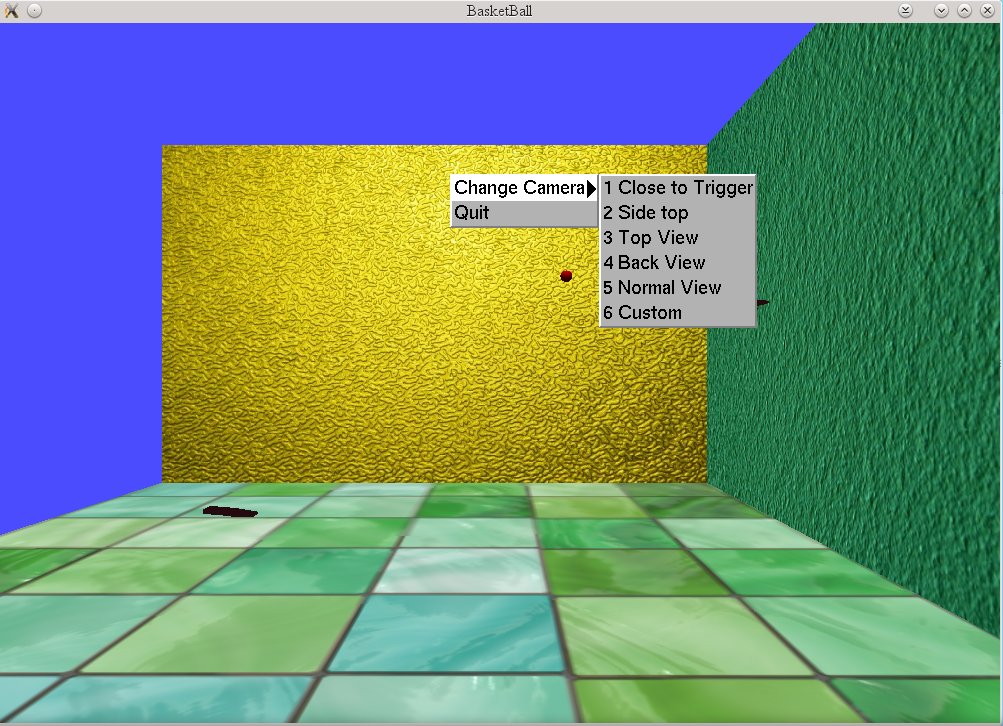 BasketBall
Change Camera
Quit
1 Close to Trigger
2 Side top
3 Top View
4 Back View
5 Normal View
6 Custom